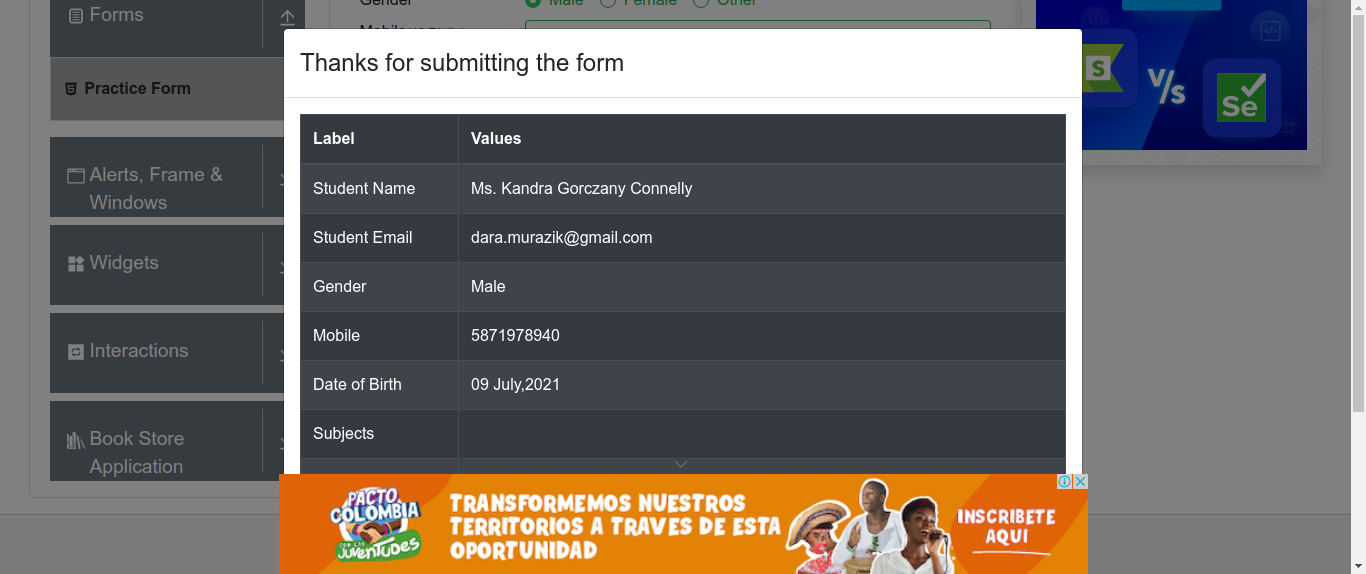 Forms
Gender
Male
Female
Other
Practice Form
Alerts, Frame &
Windows
Widgets
Interactions
Book Store
Application
Thanks for submitting the form
Label Values
Student Name Ms. Kandra Gorczany Connelly
Student Email dara.murazik@gmail.com
Gender Male
Mobile 5871978940
Date of Birth 09 July,2021
Subjects
S
V/s
Se
PACTO
COLOMBIA
CON LAS
JUVENTUDES
TRANSFORMEMOS NUESTROS
TERRITORIOS A TRAVES DE ESTA
OPORTUNIDAD
INSCRIBETE
AQUI